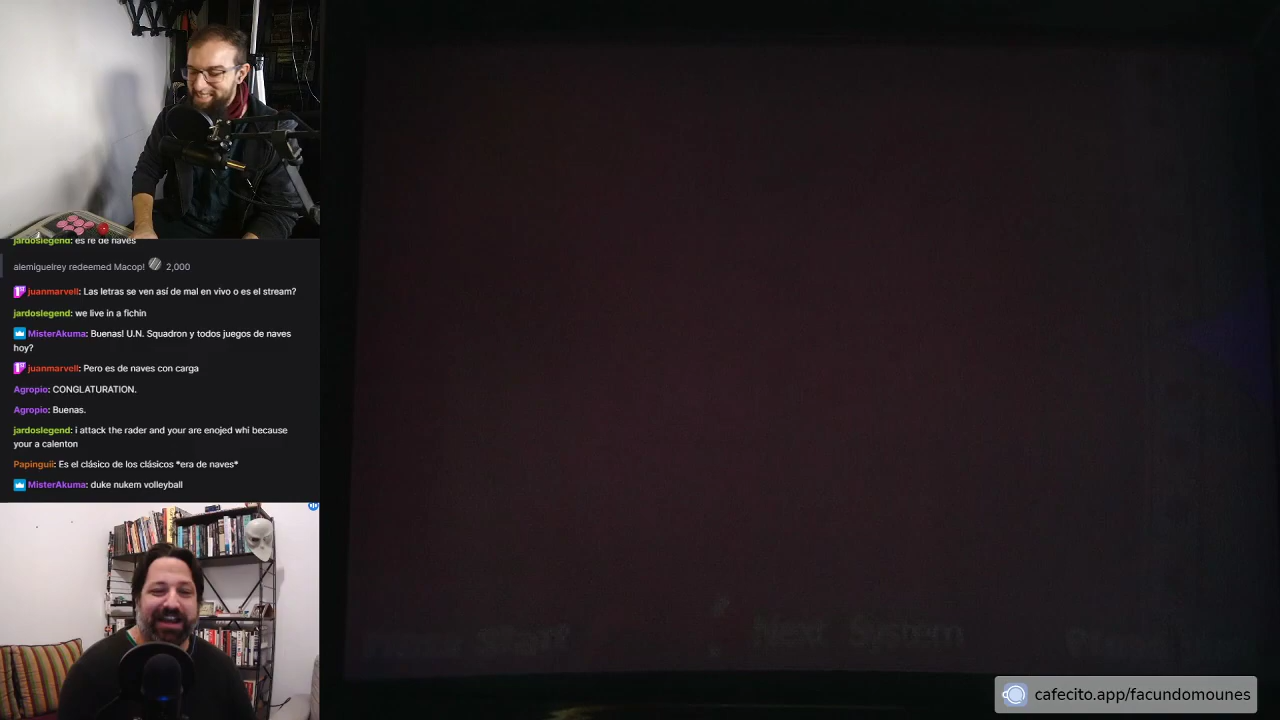 jardoslegend: es re de naves
alemiguelrey redeemed Macop! 2,000
juanmarvell: Las letras se ven así de mal en vivo o es el stream?
jardoslegend: we live in a fichin
MisterAkuma: Buenas! U.N. Squadron y todos juegos de naves
hoy?
juanmarvell: Pero es de naves con carga
Agropio: CONGLATURATION.
Agropio: Buenas.
jardoslegend: i attack the rader and your are enojed whi because
your a calenton
Papinguii: Es el clásico de los clásicos *era de naves*
MisterAkuma: duke nukem volleyball
cafecito.app/facundomounes